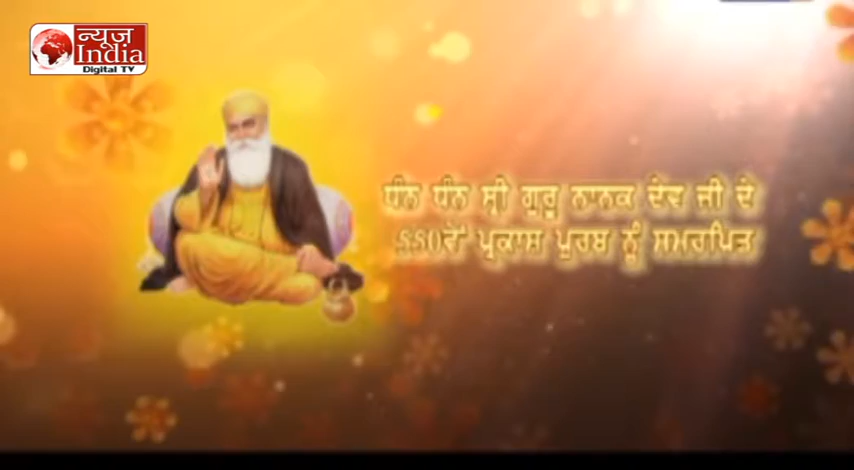 न्यूज़
India
Digital TV
ਧੰਨ ਧੰਨ ਸ਼੍ਰੀ ਗੁਰੂ ਨਾਨਕ ਦੇਵ ਜੀ ਦੇ
550ਵੇਂ ਪ੍ਰਕਾਸ਼ ਪੁਰਬ ਨੂੰ ਸਮਰਪਿਤ